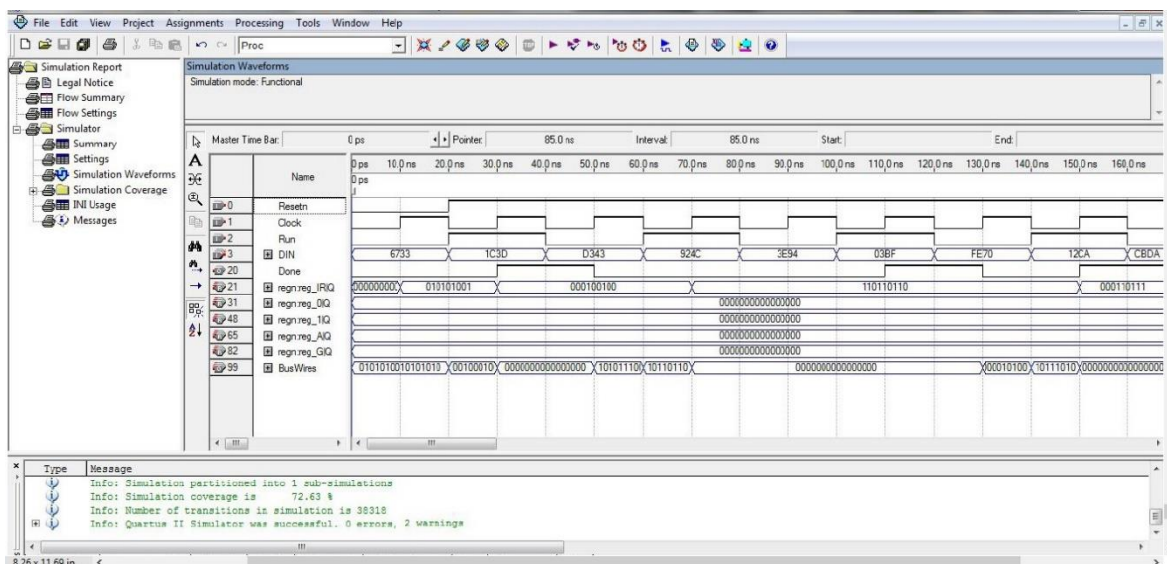 File Edit View Project Assignments Processing Tools Window Help
Proc
Simulation Report
Legal Notice
Flow Summary
Flow Settings
Simulator
Summary
Settings
Simulation Waveforms
Simulation Coverage
INI Usage
Messages
Simulation Waveforms
Simulation mode: Functional
Master Time Bar: 0 ps Pointer: 85.0 ns Interval: 85.0 ns Start: End:
Name
0 ps 10.0 ns 20.0 ns 30.0 ns 40.0 ns 50.0 ns 60.0 ns 70.0 ns 80.0 ns 90.0 ns 100.0 ns 110.0 ns 120.0 ns 130.0 ns 140.0 ns 150.0 ns 160.0 ns
0 ps
0 Resetn
1 Clock
2 Run
3 DIN 6733 1C3D D343 924C 3E94 03BF FE70 12CA CBDA
20 Done
21 regn:reg_IR|Q 010101001 000100100 110110110 000110111
31 regn:reg_0|Q 0000000000000000
48 regn:reg_1|Q 0000000000000000
65 regn:reg_A|Q 0000000000000000
82 regn:reg_G|Q 0000000000000000
99 BusWires 0000000000000000 0000000000000000
Type Message
Info: Simulation partitioned into 1 sub-simulations
Info: Simulation coverage is 72.63 %
Info: Number of transitions in simulation is 38318
Info: Quartus II Simulator was successful. 0 errors, 2 warnings
8.26 x 11.69 in